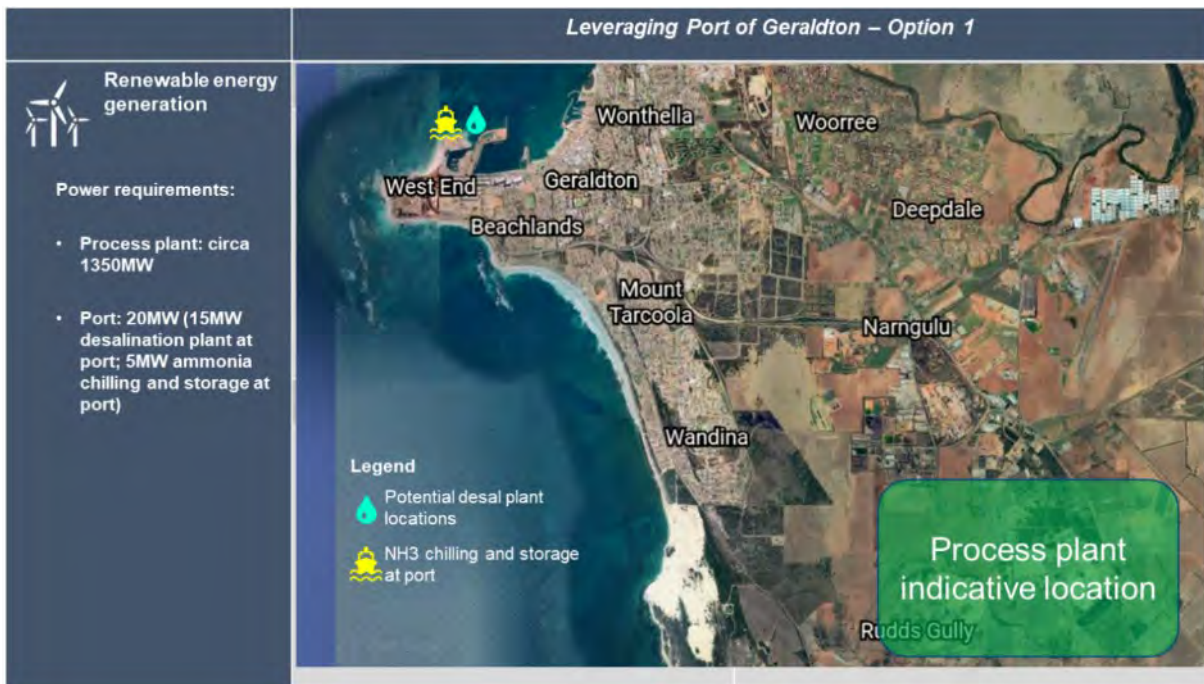 Leveraging Port of Geraldton – Option 1
Renewable energy
generation
Power requirements:
• Process plant: circa
1350MW
• Port: 20MW (15MW
desalination plant at
port; 5MW ammonia
chilling and storage at
port)
Wonthella
Woorree
West End
Geraldton
Deepdale
Beachlands
Mount
Tarcoola
Narngulu
Wandina
Legend
Potential desal plant
locations
NH3 chilling and storage
at port
Process plant
indicative location
Rudds Gully